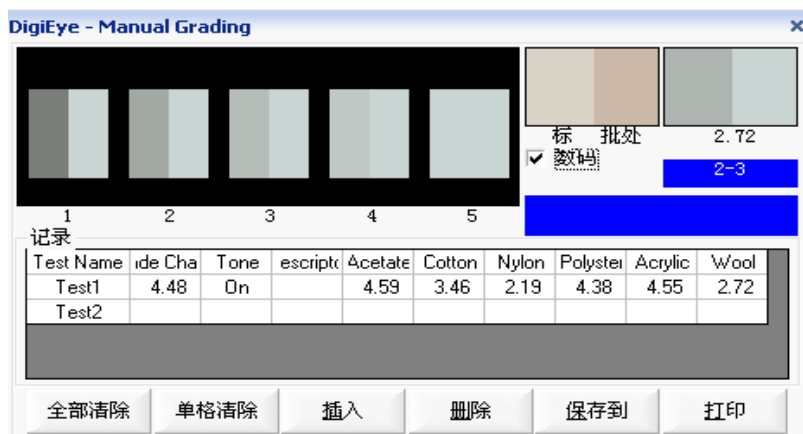 DigiEye - Manual Grading
标 批处 2.72
数码
2-3
1 2 3 4 5
记录
Test Name ıde Cha Tone escripto Acetate Cotton Nylon Polyster Acrylic Wool
Test1 4.48 On 4.59 3.46 2.19 4.38 4.55 2.72
Test2
全部清除 单格清除 插入 删除 保存到 打印